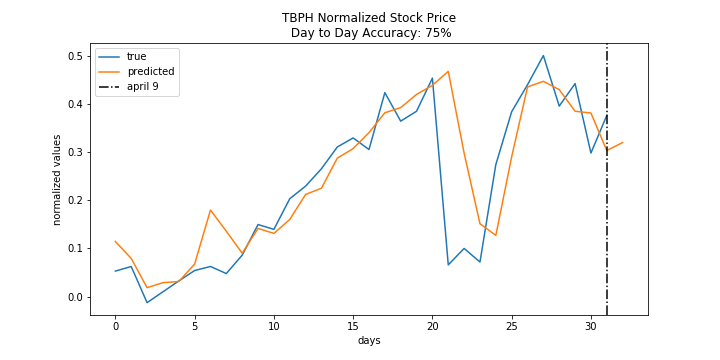 TBPH Normalized Stock Price
Day to Day Accuracy: 75%
true
predicted
april 9
normalized values
0.5
0.4
0.3
0.2
0.1
0.0
0 5 10 15 20 25 30
days